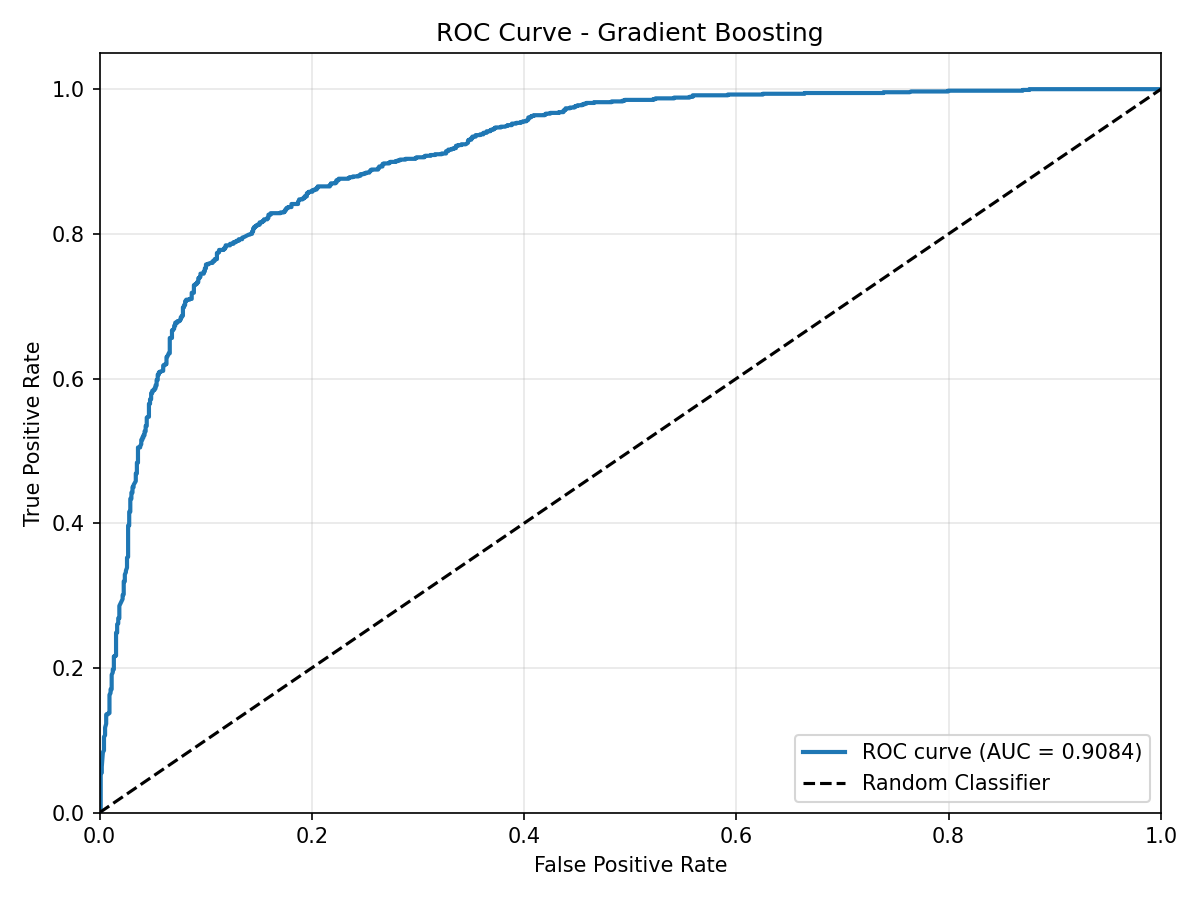 ROC Curve - Gradient Boosting
True Positive Rate
1.0
0.8
0.6
0.4
0.2
0.0
0.0 0.2 0.4 0.6 0.8 1.0
False Positive Rate
ROC curve (AUC = 0.9084)
Random Classifier